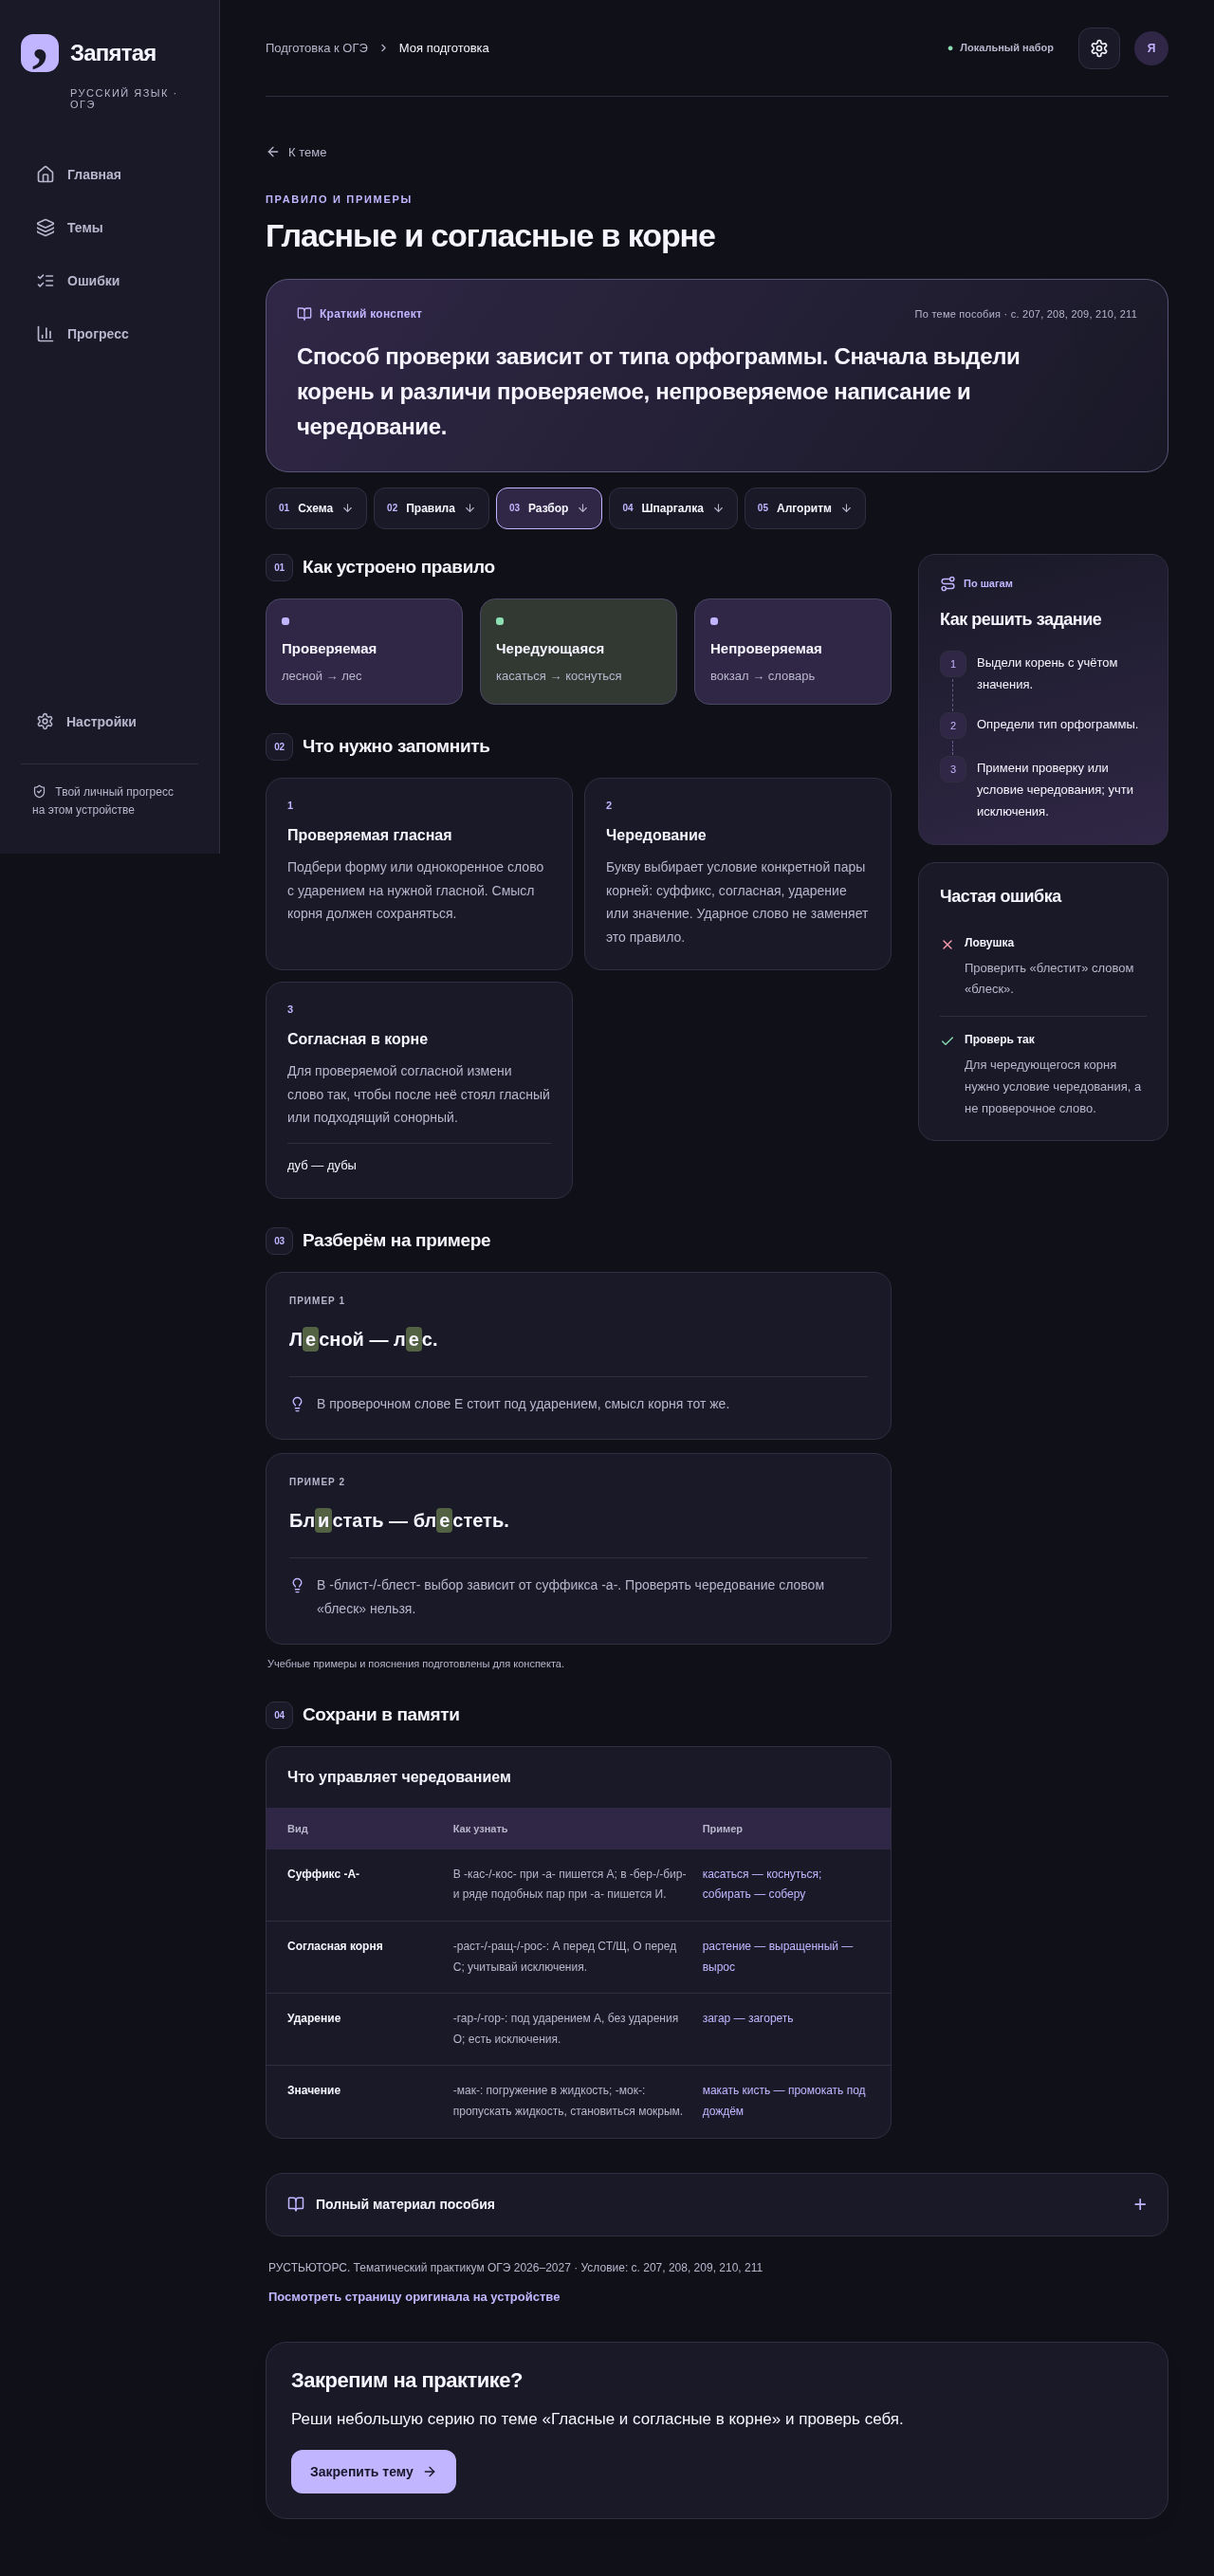 Запятая
РУССКИЙ ЯЗЫК ·
ОГЭ
Главная
Темы
Ошибки
Прогресс
Настройки
Твой личный прогресс
на этом устройстве
Подготовка к ОГЭ > Моя подготовка
Локальный набор
Я
К теме
ПРАВИЛО И ПРИМЕРЫ
Гласные и согласные в корне
Краткий конспект
По теме пособия · с. 207, 208, 209, 210, 211
Способ проверки зависит от типа орфограммы. Сначала выдели
корень и различи проверяемое, непроверяемое написание и
чередование.
01 Схема ↓
02 Правила ↓
03 Разбор ↓
04 Шпаргалка ↓
05 Алгоритм ↓
01 Как устроено правило
Проверяемая
лесной → лес
Чередующаяся
касаться → коснуться
Непроверяемая
вокзал → словарь
02 Что нужно запомнить
1
Проверяемая гласная
Подбери форму или однокоренное слово
с ударением на нужной гласной. Смысл
корня должен сохраняться.
2
Чередование
Букву выбирает условие конкретной пары
корней: суффикс, согласная, ударение
или значение. Ударное слово не заменяет
это правило.
3
Согласная в корне
Для проверяемой согласной измени
слово так, чтобы после неё стоял гласный
или подходящий сонорный.
дуб — дубы
03 Разберём на примере
ПРИМЕР 1
Лесной — лес.
В проверочном слове Е стоит под ударением, смысл корня тот же.
ПРИМЕР 2
Блистать — блестеть.
В -блист-/-блест- выбор зависит от суффикса -а-. Проверять чередование словом
«блеск» нельзя.
Учебные примеры и пояснения подготовлены для конспекта.
04 Сохрани в памяти
Что управляет чередованием
Вид Как узнать Пример
Суффикс -А-
В -кас-/-кос- при -а- пишется А; в -бер-/-бир-
и ряде подобных пар при -а- пишется И.
касаться — коснуться;
собирать — соберу
Согласная корня
-раст-/-ращ-/-рос-: А перед СТ/Щ, О перед
С; учитывай исключения.
растение — выращенный —
вырос
Ударение
-гар-/-гор-: под ударением А, без ударения
О; есть исключения.
загар — загореть
Значение
-мак-: погружение в жидкость; -мок-:
пропускать жидкость, становиться мокрым.
макать кисть — промокать под
дождём
По шагам
Как решить задание
1 Выдели корень с учётом
значения.
2 Определи тип орфограммы.
3 Примени проверку или
условие чередования; учти
исключения.
Частая ошибка
Ловушка
Проверить «блестит» словом
«блеск».
Проверь так
Для чередующегося корня
нужно условие чередования, а
не проверочное слово.
Полный материал пособия +
РУСТЬЮТОРС. Тематический практикум ОГЭ 2026–2027 · Условие: с. 207, 208, 209, 210, 211
Посмотреть страницу оригинала на устройстве
Закрепим на практике?
Реши небольшую серию по теме «Гласные и согласные в корне» и проверь себя.
Закрепить тему →